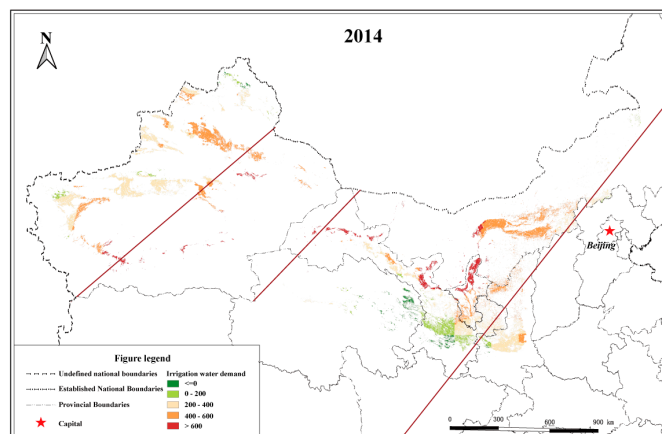 N
2014
Beijing
Figure legend
Undefined national boundaries
Irrigation water demand
<=0
Established National Boundaries
0 - 200
200 - 400
Provincial Boundaries
400 - 600
Capital
> 600
0 300 600 900 km